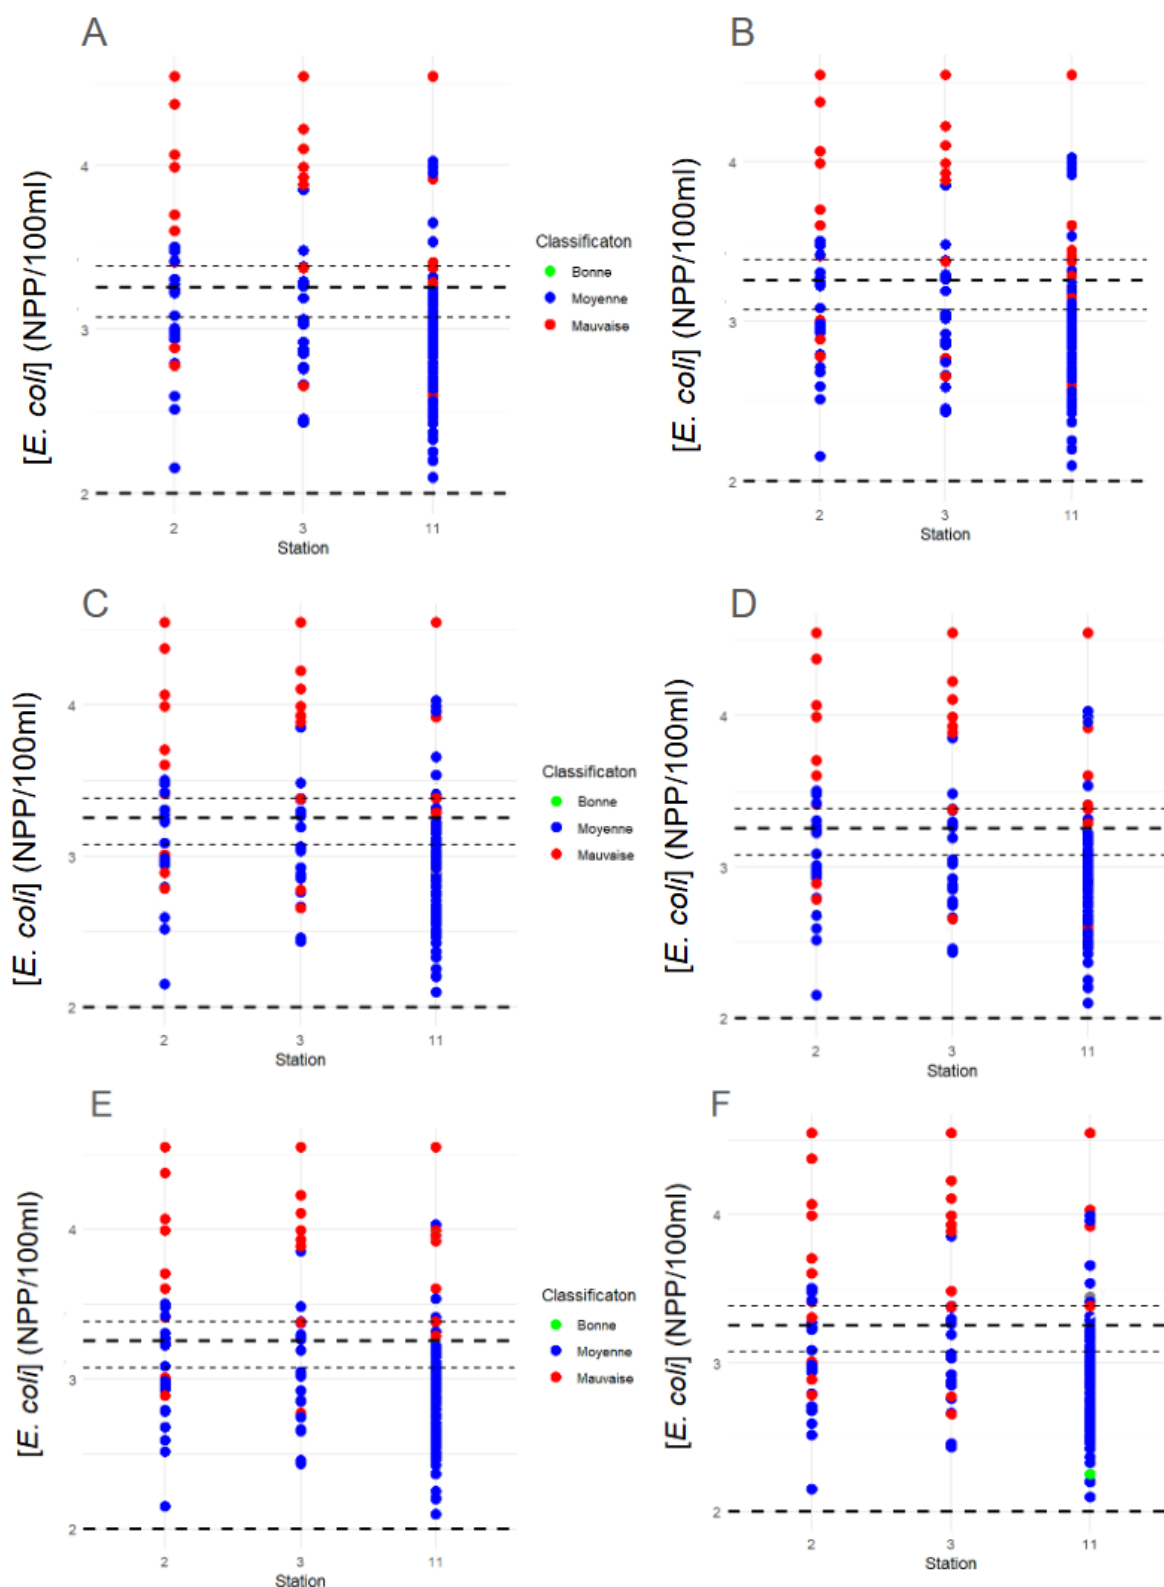 A
[E. coli] (NPP/100ml)
4
3
2
2
3
11
Station
Classificaton
Bonne
Moyenne
Mauvaise
B
[E. coli] (NPP/100ml)
4
3
2
2
3
11
Station
C
[E. coli] (NPP/100ml)
4
3
2
2
3
11
Station
Classificaton
Bonne
Moyenne
Mauvaise
D
[E. coli] (NPP/100ml)
4
3
2
2
3
11
Station
E
[E. coli] (NPP/100ml)
4
3
2
2
3
11
Station
Classificaton
Bonne
Moyenne
Mauvaise
F
[E. coli] (NPP/100ml)
4
3
2
2
3
11
Station